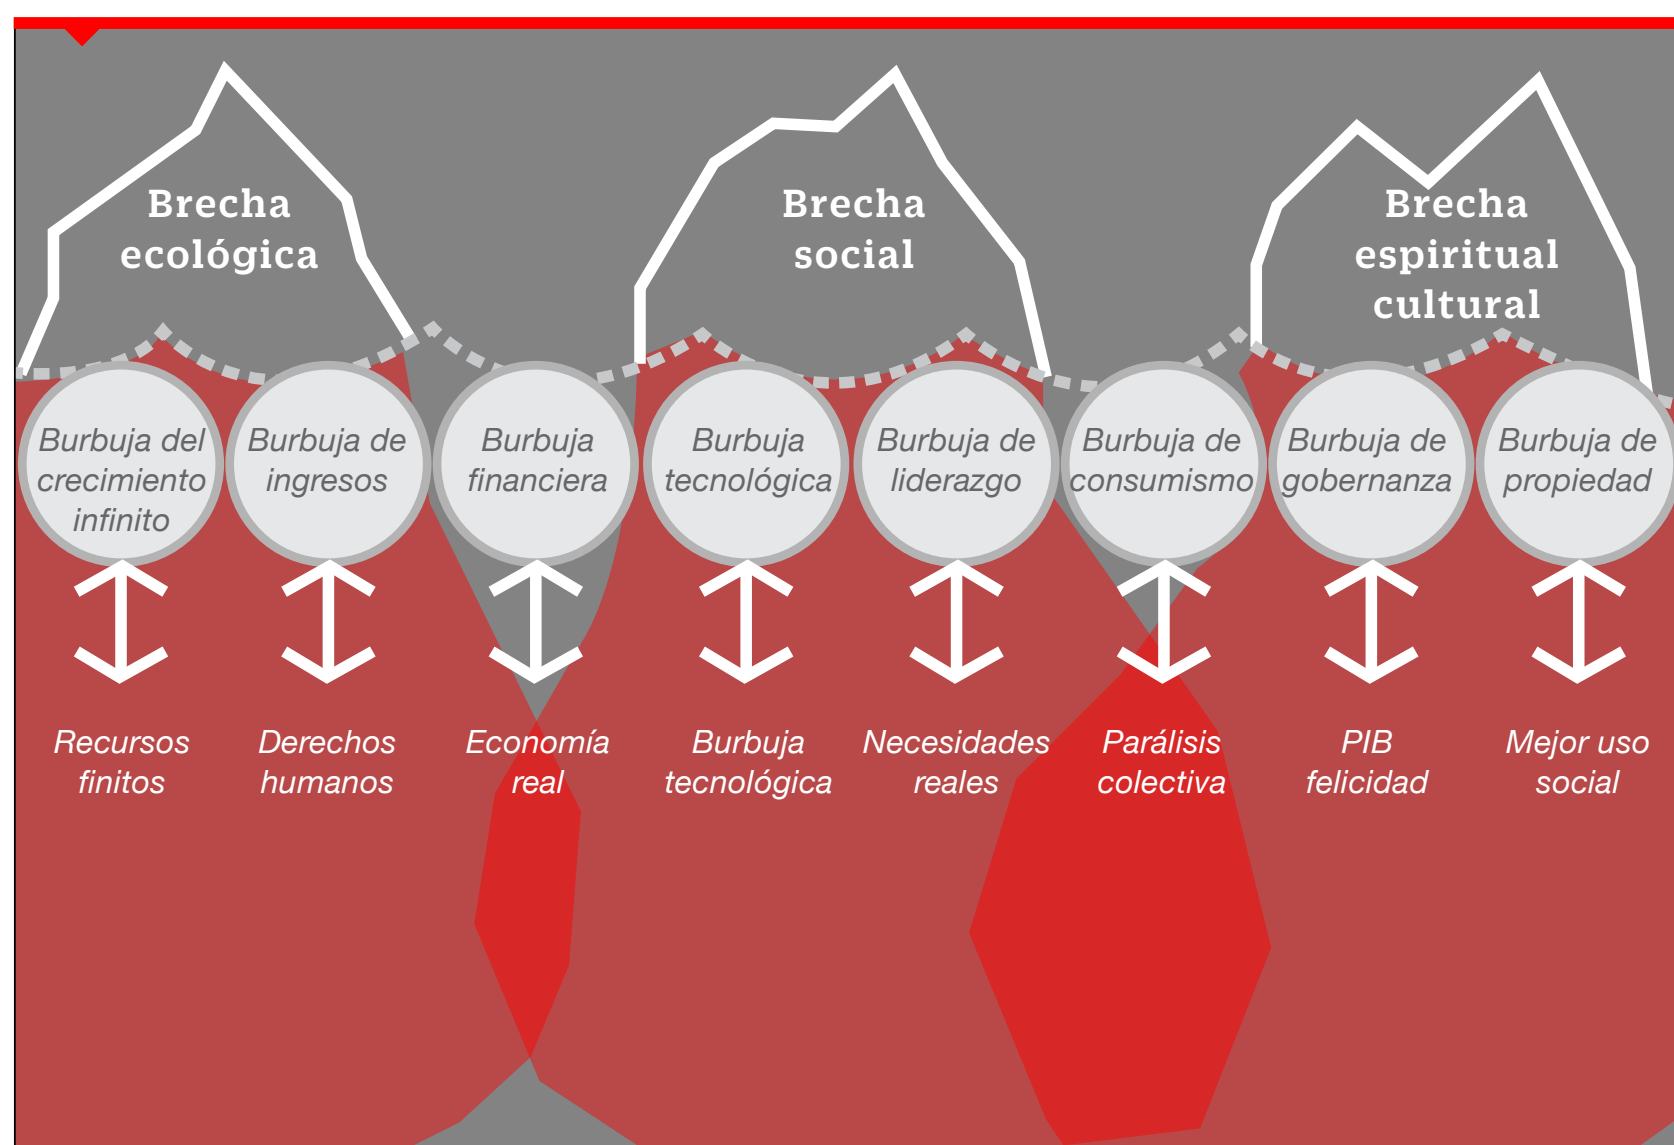 Brecha
ecológica
Brecha
social
Brecha
espiritual
cultural
Burbuja del
crecimiento
infinito
Burbuja de
ingresos
Burbuja
financiera
Burbuja
tecnológica
Burbuja de
liderazgo
Burbuja de
consumismo
Burbuja de
gobernanza
Burbuja de
propiedad
Recursos
finitos
Derechos
humanos
Economía
real
Burbuja
tecnológica
Necesidades
reales
Parálisis
colectiva
PIB
felicidad
Mejor uso
social